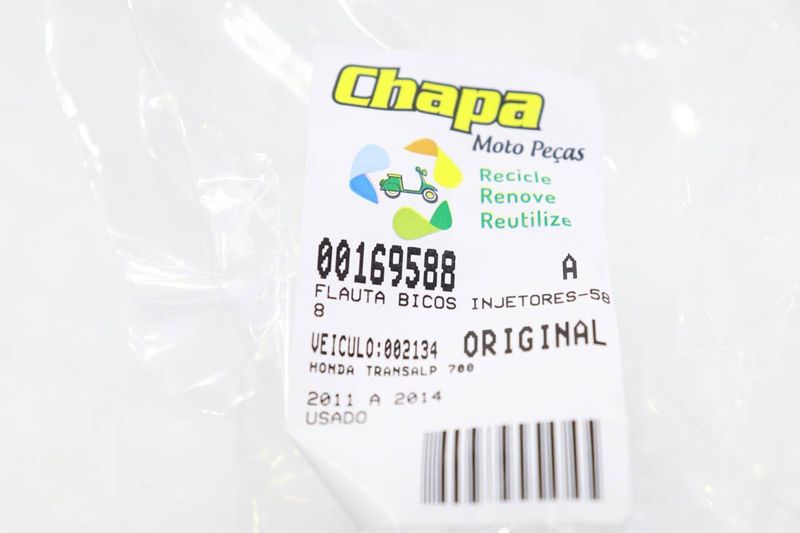 Chapa
Moto Peças
Recicle
Renove
Reutilize
00169588 A
FLAUTA BICOS INJETORES-58
8
VEICULO:002134 ORIGINAL
HONDA TRANSALP 700
2011 A 2014
USADO